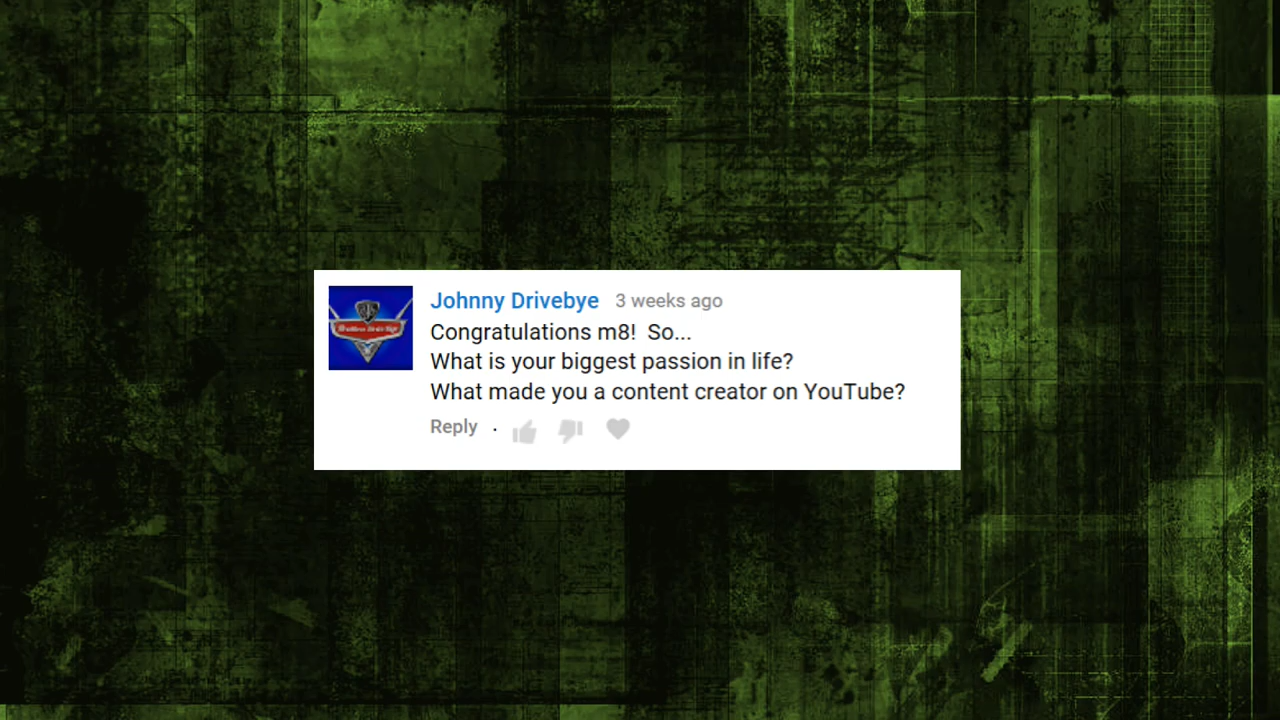 Johnny Drivebye 3 weeks ago
Congratulations m8!  So...
What is your biggest passion in life?
What made you a content creator on YouTube?
Reply ·